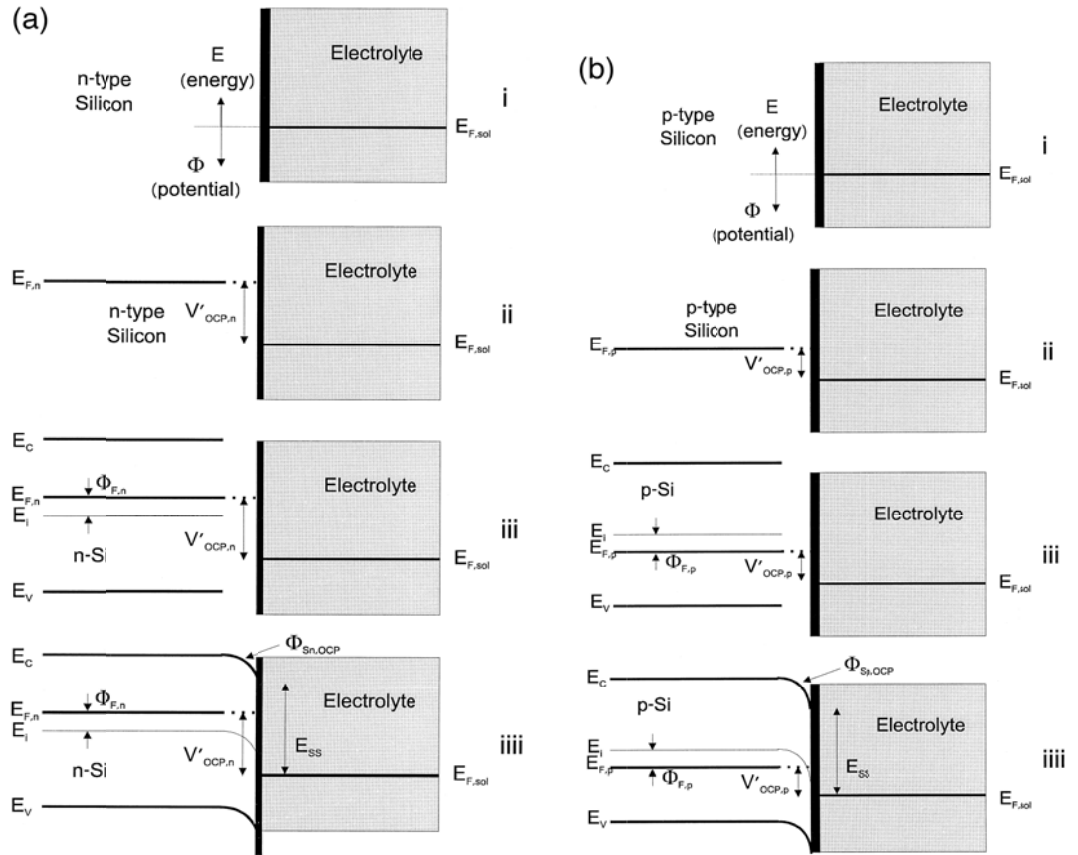 (a)
n-type
Silicon
E
(energy)
Φ
(potential)
Electrolyte
E_F,sol
i
E_F,n
n-type
Silicon
V'_OCP,n
Electrolyte
E_F,sol
ii
E_C
E_F,n
Φ_F,n
E_i
n-Si
E_V
V'_OCP,n
Electrolyte
E_F,sol
iii
E_C
Φ_Sn,OCP
E_F,n
Φ_F,n
E_i
n-Si
E_V
V'_OCP,n
E_SS
Electrolyte
E_F,sol
iiii
(b)
p-type
Silicon
E
(energy)
Φ
(potential)
Electrolyte
E_F,sol
i
p-type
Silicon
E_F,p
V'_OCP,p
Electrolyte
E_F,sol
ii
E_C
p-Si
E_i
E_F,p
Φ_F,p
E_V
V'_OCP,p
Electrolyte
E_F,sol
iii
E_C
Φ_Sp,OCP
p-Si
E_i
E_F,p
Φ_F,p
E_V
V'_OCP,p
E_SS
Electrolyte
E_F,sol
iiii